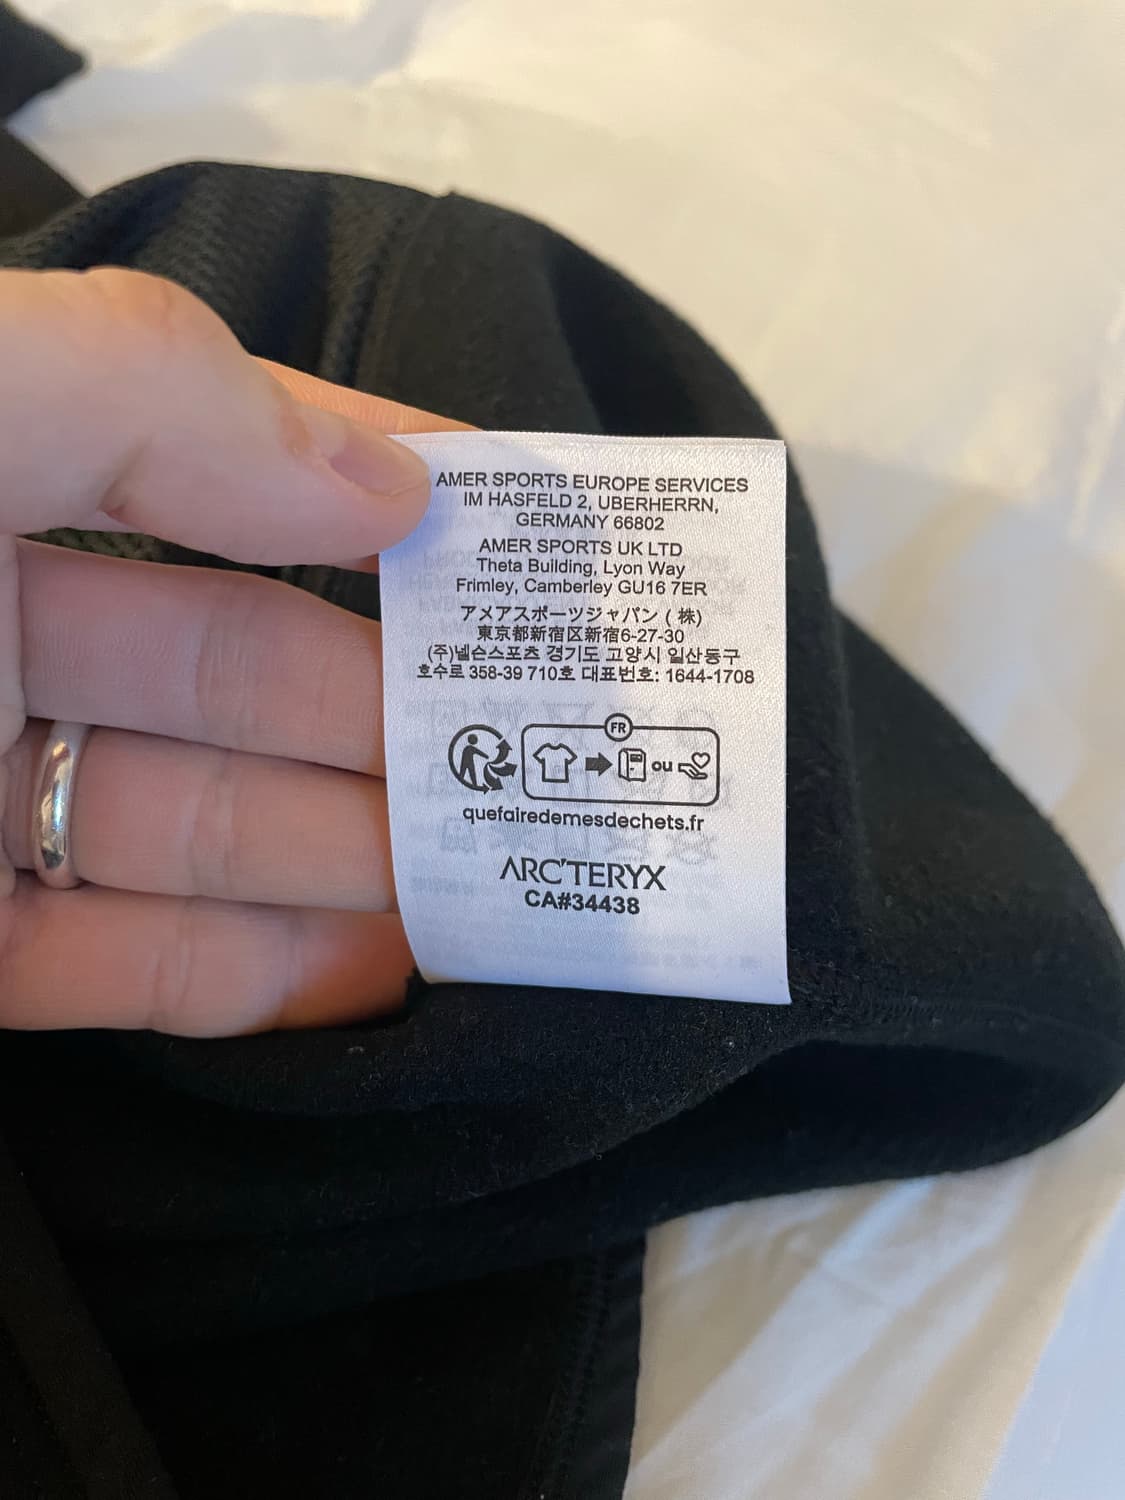 AMER SPORTS EUROPE SERVICES
IM HASFELD 2, UBERHERRN,
GERMANY 66802
AMER SPORTS UK LTD
Theta Building, Lyon Way
Frimley, Camberley GU16 7ER
アメアスポーツジャパン ( 株)
東京都新宿区新宿6-27-30
(주)넬슨스포츠 경기도 고양시 일산동구
호수로 358-39 710호 대표번호: 1644-1708
FR
ou
quefairedemesdechets.fr
ARC'TERYX
CA#34438